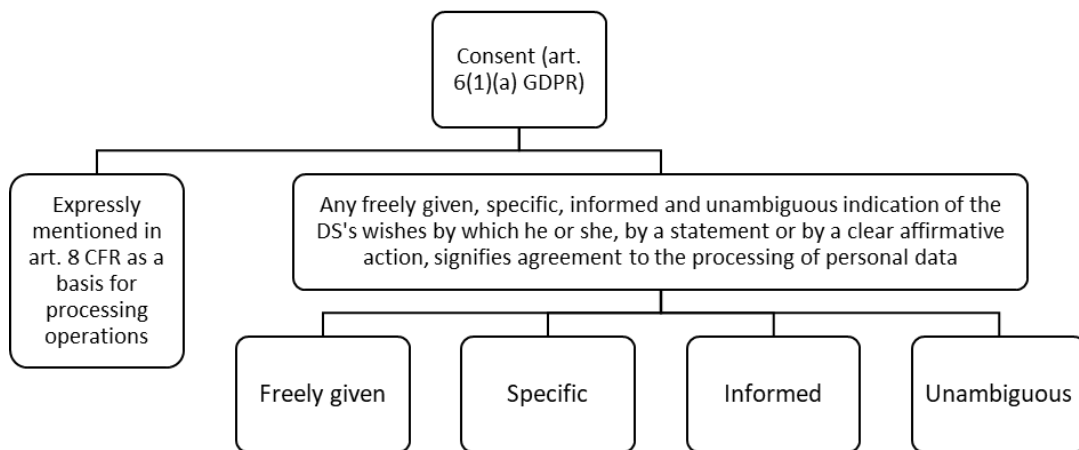 Consent (art.
6(1)(a) GDPR)
Expressly
mentioned in
art. 8 CFR as a
basis for
processing
operations
Any freely given, specific, informed and unambiguous indication of the
DS's wishes by which he or she, by a statement or by a clear affirmative
action, signifies agreement to the processing of personal data
Freely given
Specific
Informed
Unambiguous